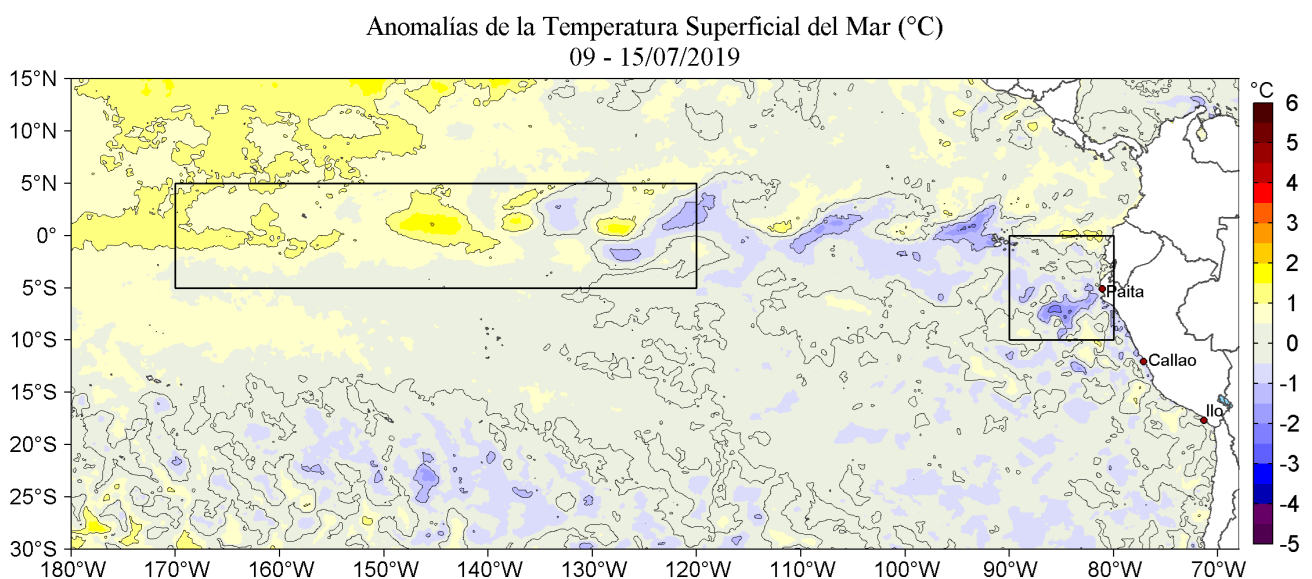 Anomalías de la Temperatura Superficial del Mar (°C)
09 - 15/07/2019
15°N
10°N
5°N
0°
5°S
10°S
15°S
20°S
25°S
30°S
180°W
170°W
160°W
150°W
140°W
130°W
120°W
110°W
100°W
90°W
80°W
70°W
Paita
Callao
Ilo
°C
6
5
4
3
2
1
0
-1
-2
-3
-4
-5